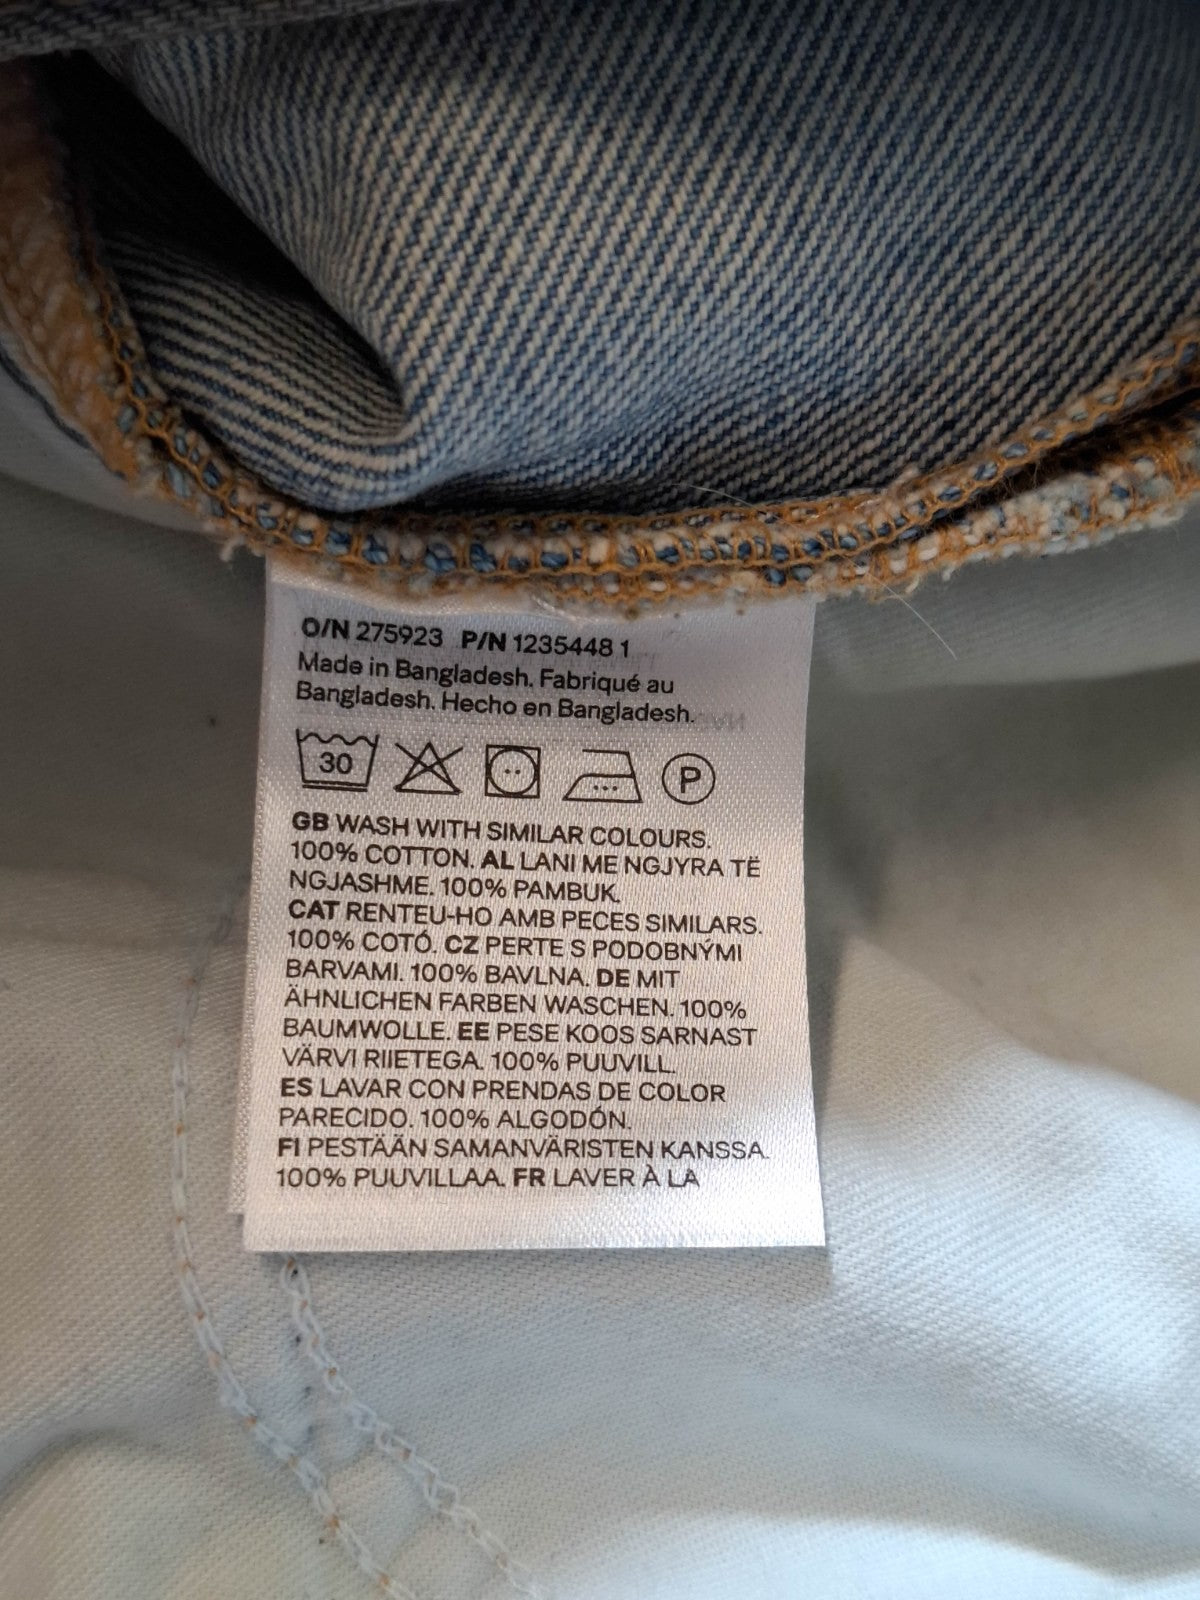 O/N 275923 P/N 1235448 1
Made in Bangladesh. Fabriqué au
Bangladesh. Hecho en Bangladesh.
30 P
GB WASH WITH SIMILAR COLOURS.
100% COTTON. AL LANI ME NGJYRA TË
NGJASHME. 100% PAMBUK.
CAT RENTEU-HO AMB PECES SIMILARS.
100% COTÓ. CZ PERTE S PODOBNÝMI
BARVAMI. 100% BAVLNA. DE MIT
ÄHNLICHEN FARBEN WASCHEN. 100%
BAUMWOLLE. EE PESE KOOS SARNAST
VÄRVI RIIETEGA. 100% PUUVILL.
ES LAVAR CON PRENDAS DE COLOR
PARECIDO. 100% ALGODÓN.
FI PESTÄÄN SAMANVÄRISTEN KANSSA.
100% PUUVILLAA. FR LAVER À LA